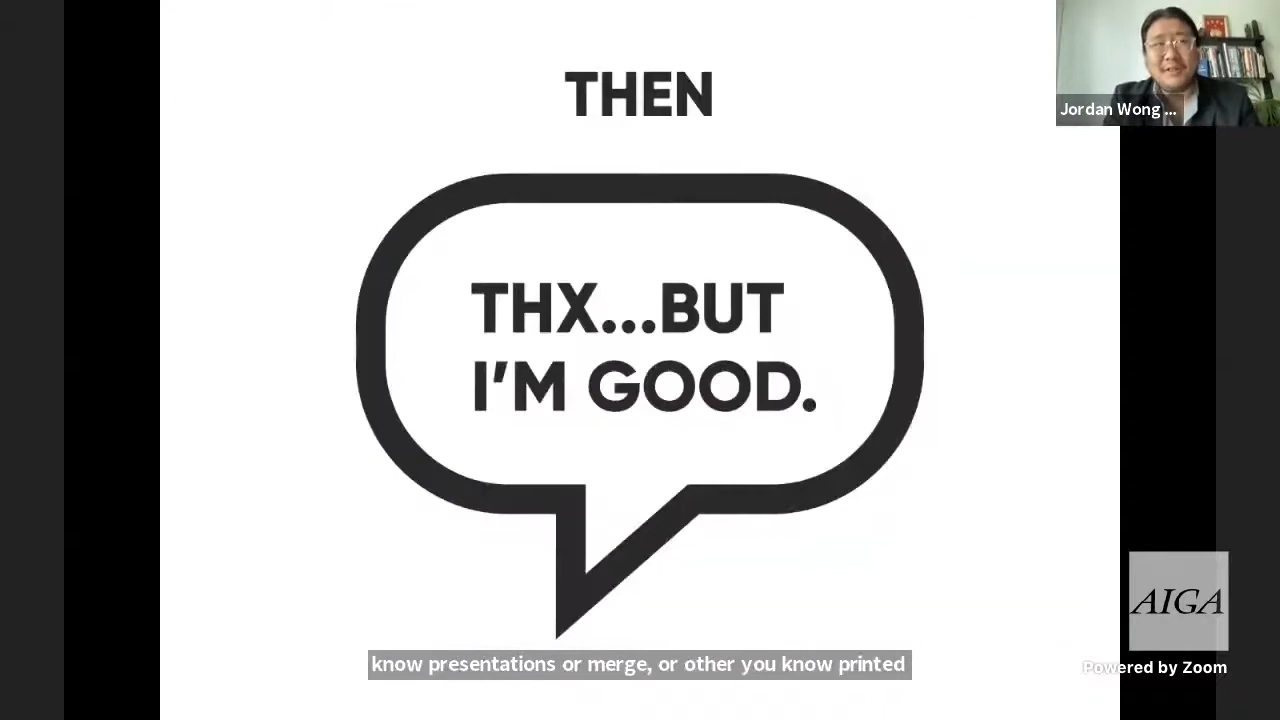 THEN
Jordan Wong ...
THX...BUT
I'M GOOD.
AIGA
know presentations or merge, or other you know printed
Powered by Zoom